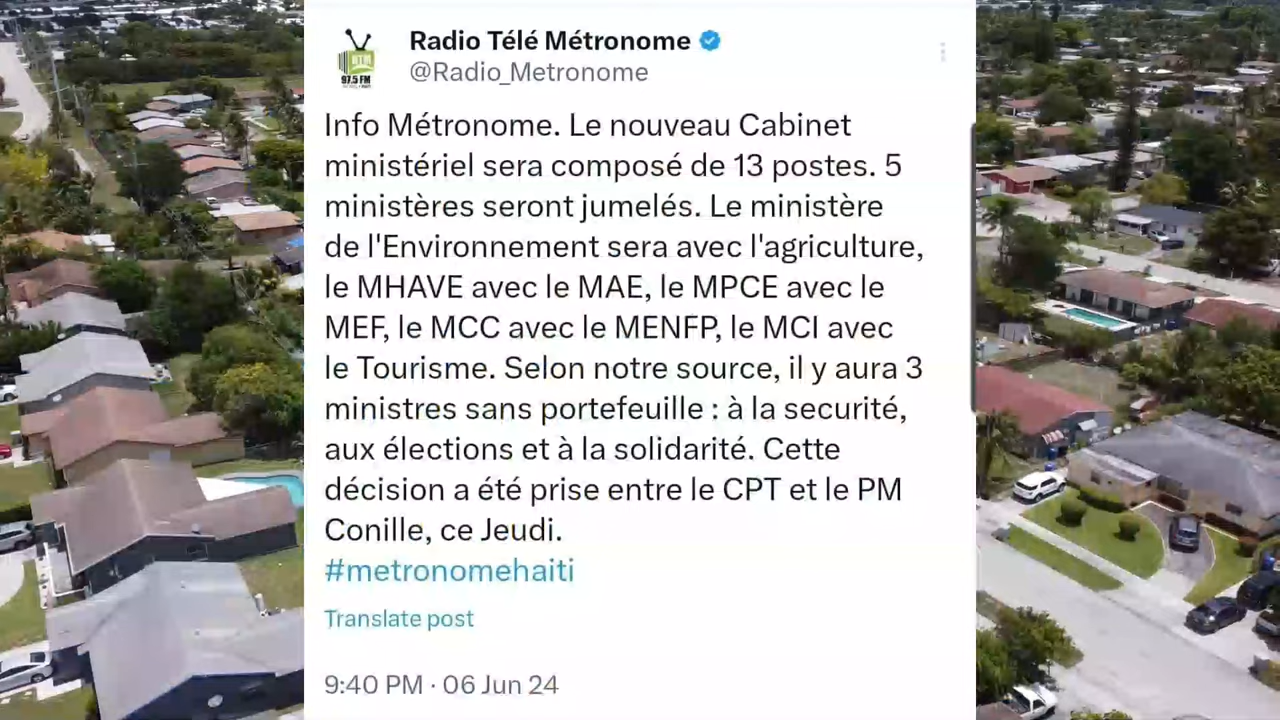 Radio Télé Métronome
@Radio_Metronome
RTM
97.5 FM
Info Métronome. Le nouveau Cabinet
ministériel sera composé de 13 postes. 5
ministères seront jumelés. Le ministère
de l'Environnement sera avec l'agriculture,
le MHAVE avec le MAE, le MPCE avec le
MEF, le MCC avec le MENFP, le MCI avec
le Tourisme. Selon notre source, il y aura 3
ministres sans portefeuille : à la securité,
aux élections et à la solidarité. Cette
décision a été prise entre le CPT et le PM
Conille, ce Jeudi.
#metronomehaiti
Translate post
9:40 PM · 06 Jun 24